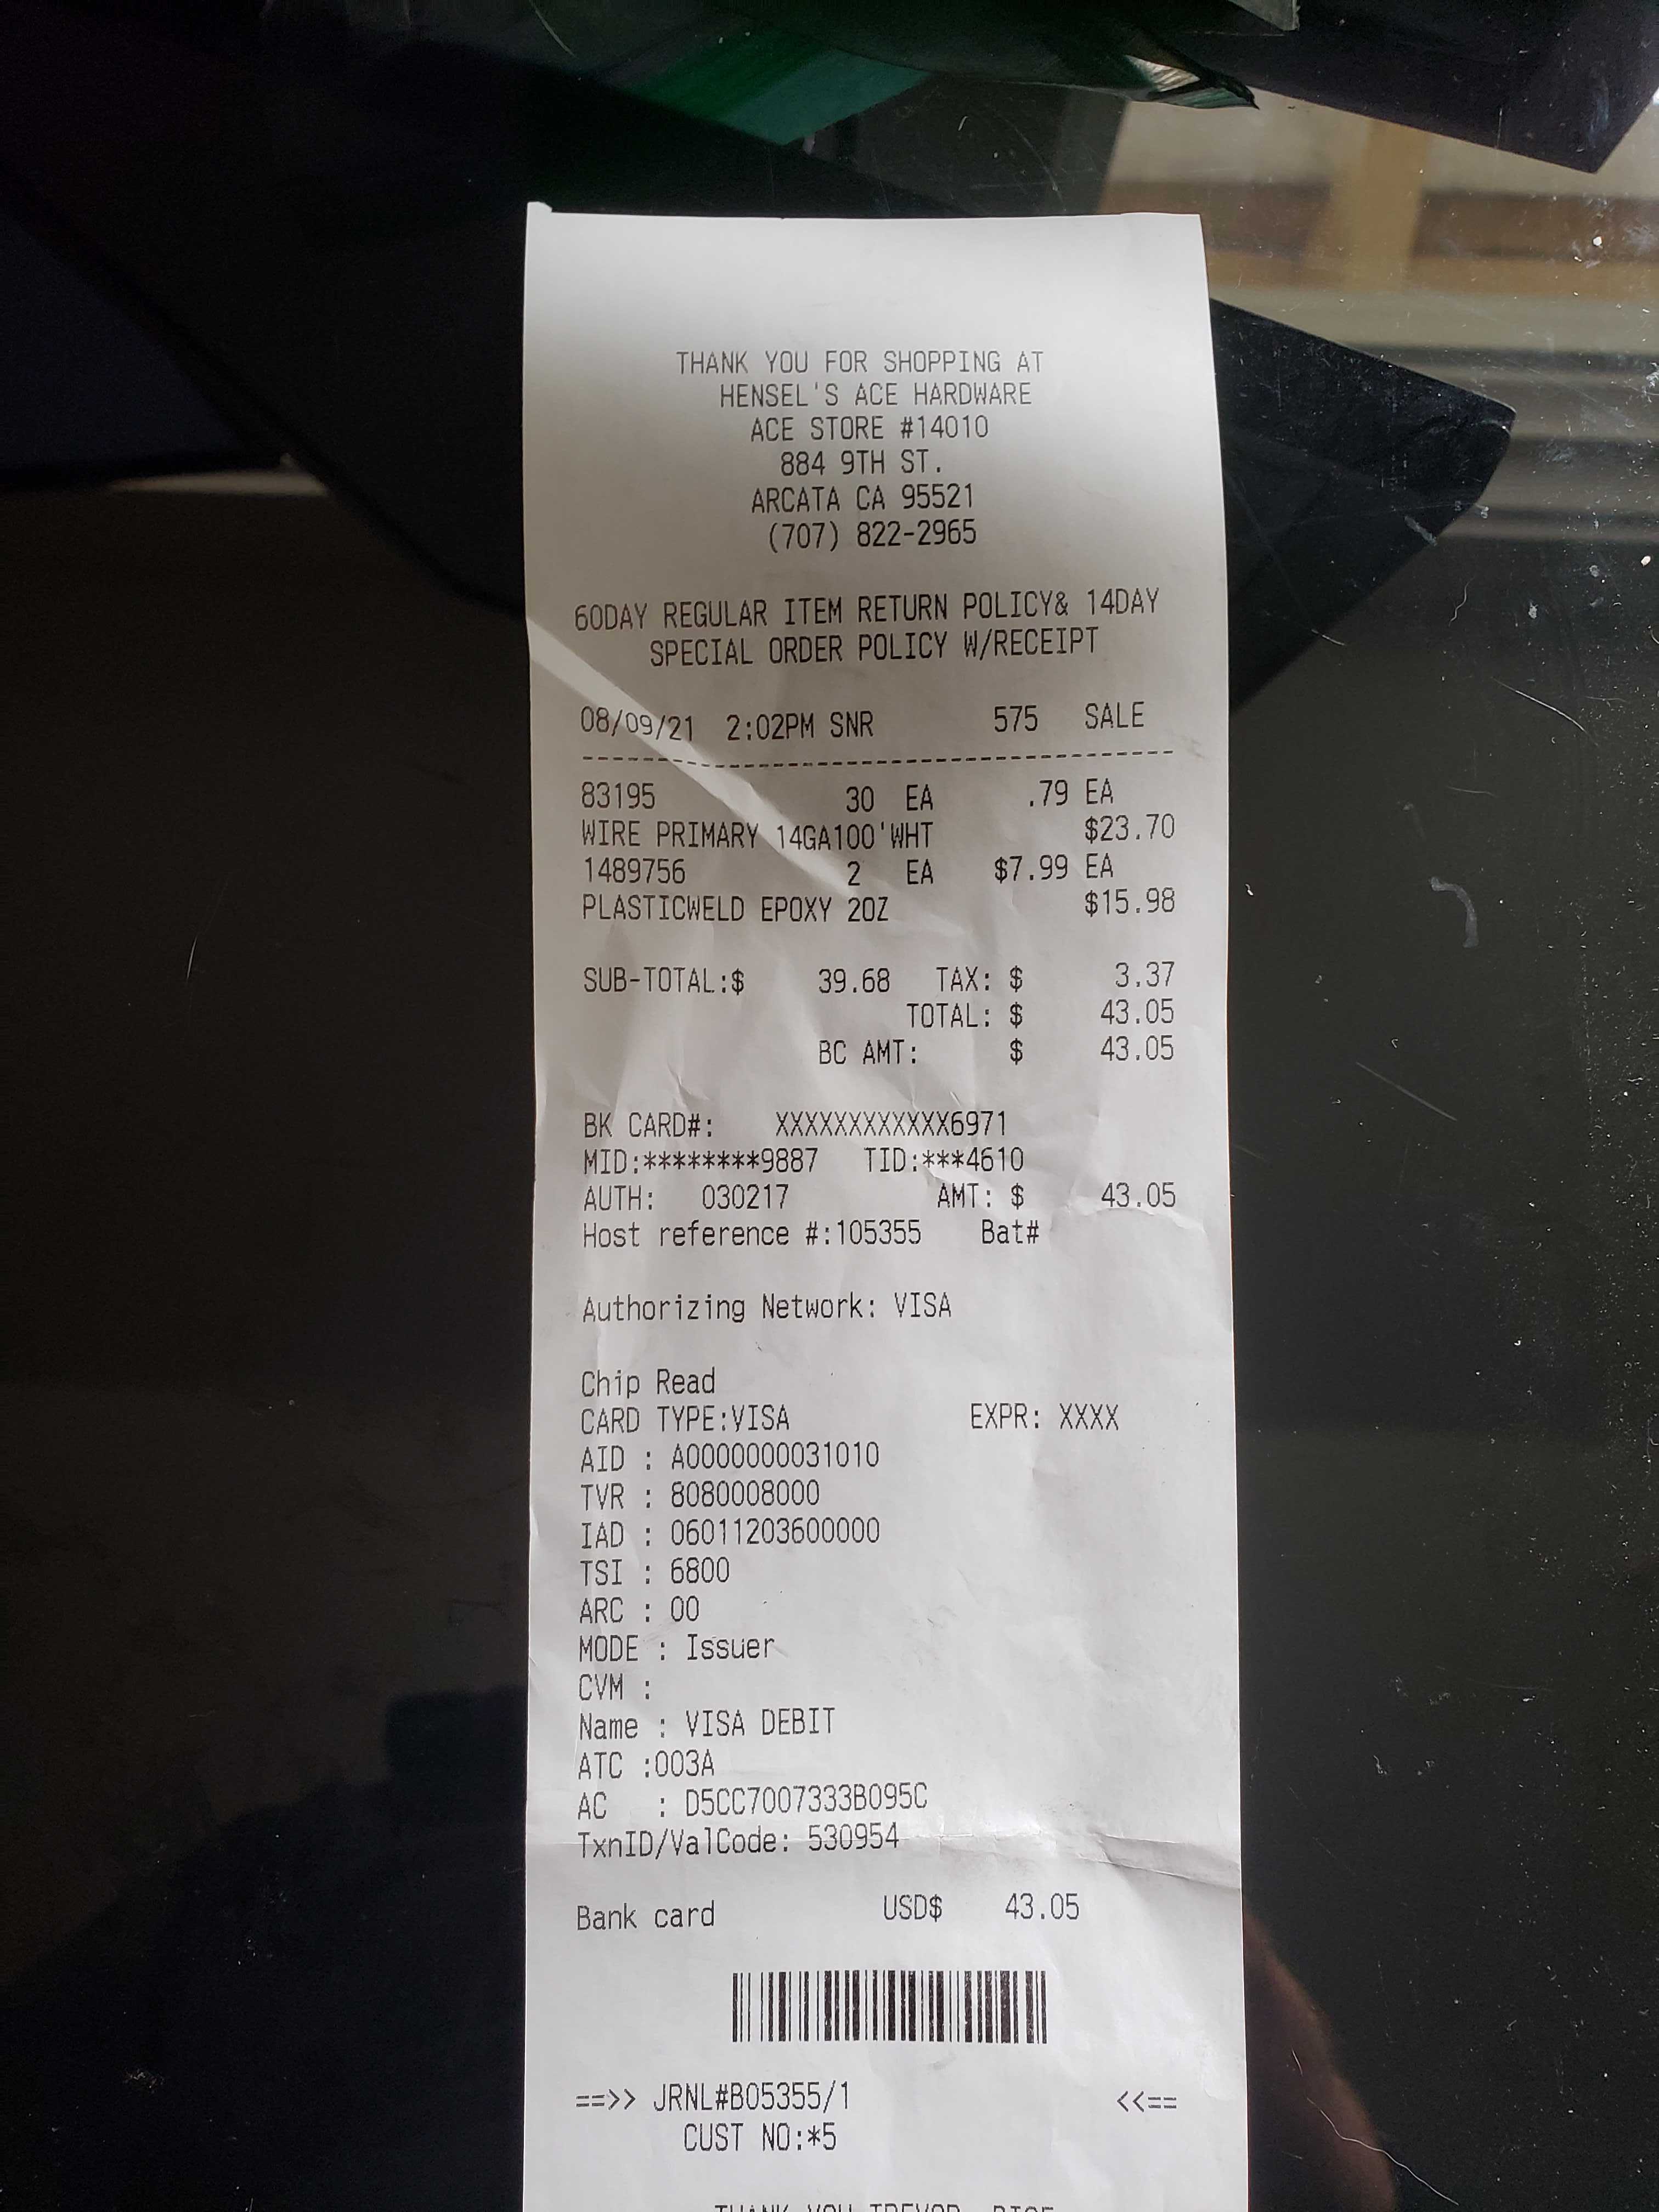 THANK YOU FOR SHOPPING AT
HENSEL'S ACE HARDWARE
ACE STORE #14010
884 9TH ST.
ARCATA CA 95521
(707) 822-2965
60DAY REGULAR ITEM RETURN POLICY& 14DAY
SPECIAL ORDER POLICY W/RECEIPT
08/09/21 2:02PM SNR 575 SALE
83195 30 EA .79 EA
WIRE PRIMARY 14GA100'WHT $23.70
1489756 2 EA $7.99 EA
PLASTICWELD EPOXY 2OZ $15.98
SUB-TOTAL:$ 39.68 TAX: $ 3.37
TOTAL: $ 43.05
BC AMT: $ 43.05
BK CARD#: XXXXXXXXXXXX6971
MID:********9887 TID:***4610
AUTH: 030217 AMT: $ 43.05
Host reference #:105355 Bat#
Authorizing Network: VISA
Chip Read
CARD TYPE:VISA EXPR: XXXX
AID : A0000000031010
TVR : 8080008000
IAD : 06011203600000
TSI : 6800
ARC : 00
MODE : Issuer
CVM :
Name : VISA DEBIT
ATC :003A
AC : D5CC7007333B095C
TxnID/ValCode: 530954
Bank card USD$ 43.05
==>> JRNL#B05355/1 <<==
CUST NO:*5
THANK YOU TREVOR